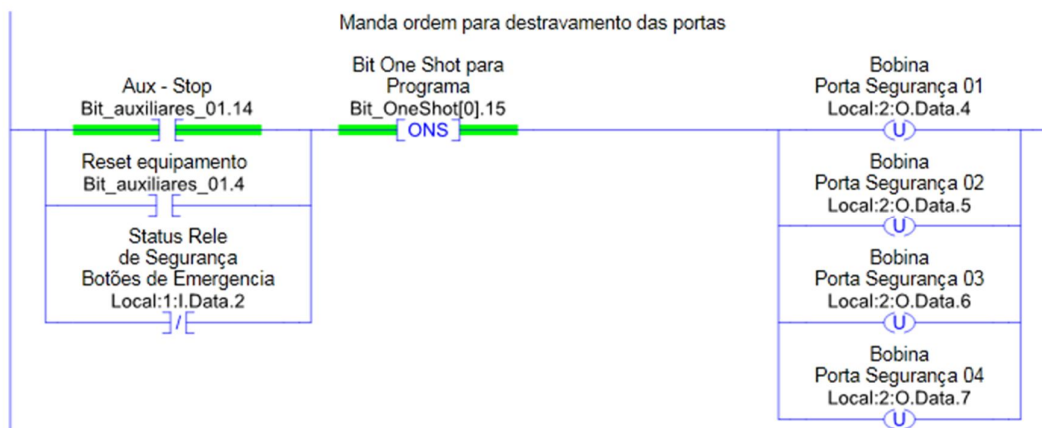 Manda ordem para destravamento das portas
Aux - Stop
Bit_auxiliares_01.14
Reset equipamento
Bit_auxiliares_01.4
Status Rele
de Segurança
Botões de Emergencia
Local:1:I.Data.2
/
Bit One Shot para
Programa
Bit_OneShot[0].15
ONS
Bobina
Porta Segurança 01
Local:2:O.Data.4
U
Bobina
Porta Segurança 02
Local:2:O.Data.5
U
Bobina
Porta Segurança 03
Local:2:O.Data.6
U
Bobina
Porta Segurança 04
Local:2:O.Data.7
U